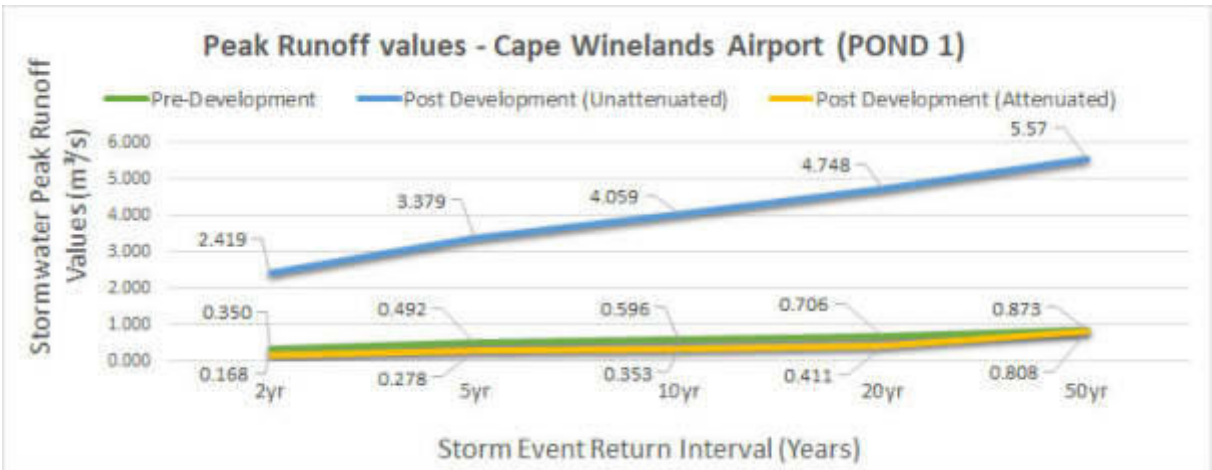 Peak Runoff values - Cape Winelands Airport (POND 1)
Pre-Development
Post Development (Unattenuated)
Post Development (Attenuated)
Stormwater Peak Runoff
Values (m³/s)
6.000
5.000
4.000
3.000
2.000
1.000
0.000
2.419
3.379
4.059
4.748
5.57
0.350
0.492
0.596
0.706
0.873
0.168
0.278
0.353
0.411
0.808
2yr
5yr
10yr
20yr
50yr
Storm Event Return Interval (Years)